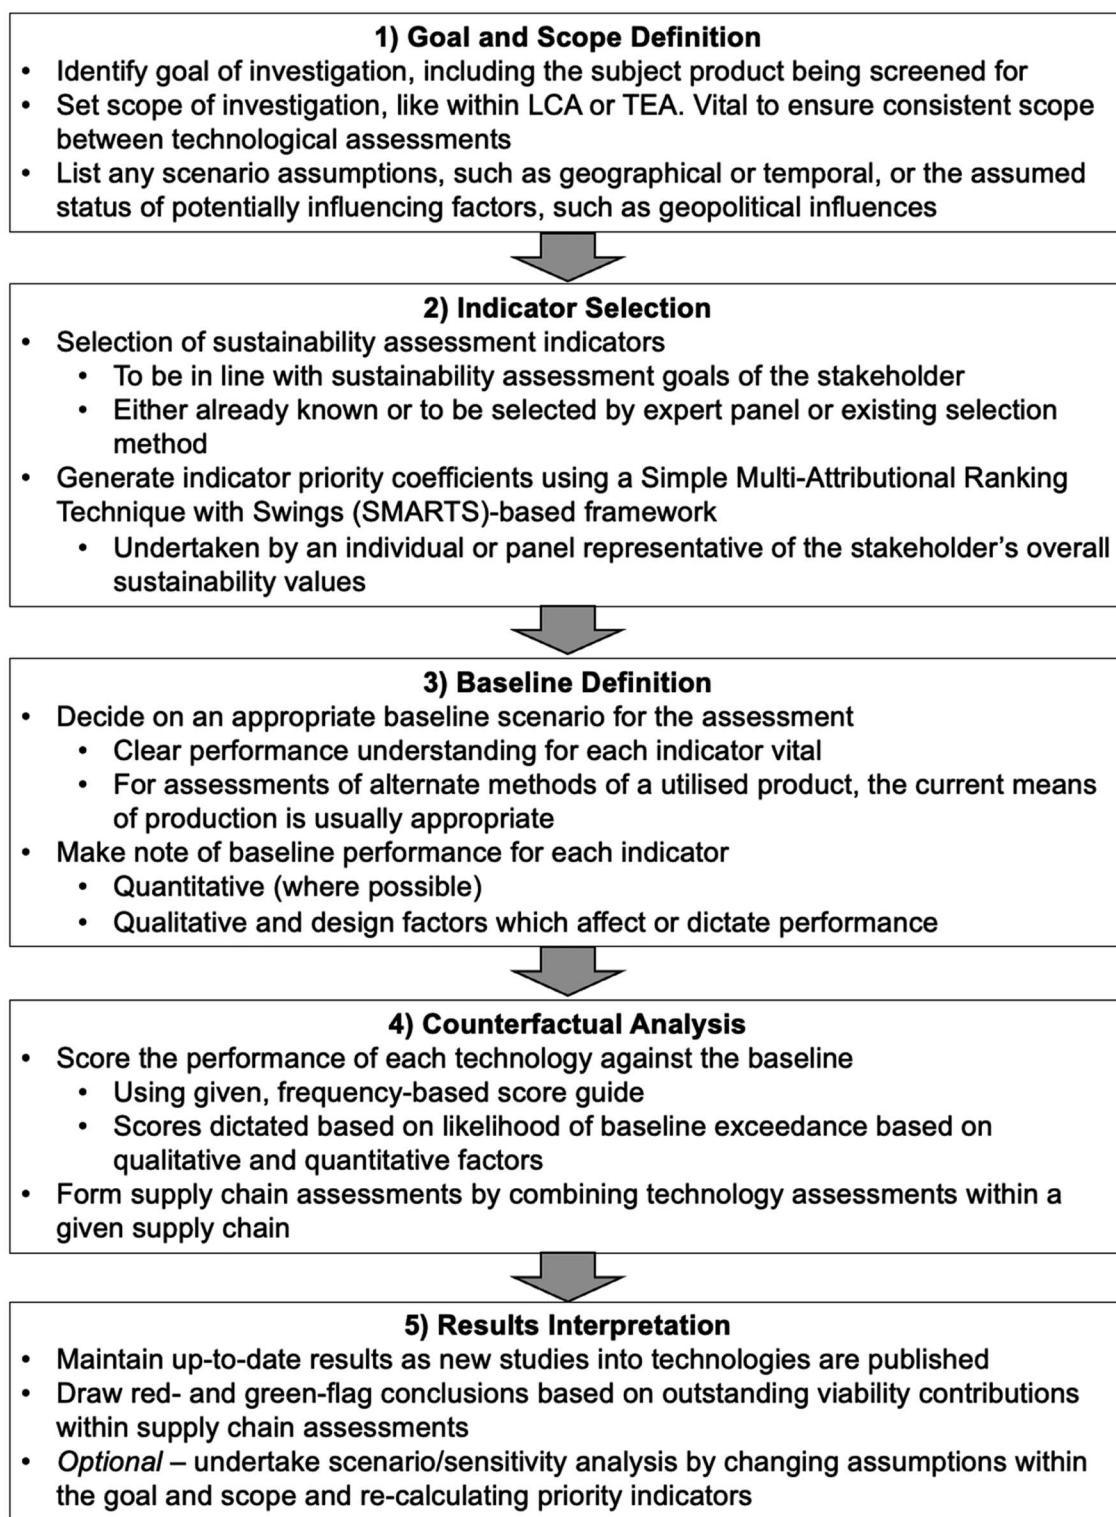 1) Goal and Scope Definition
• Identify goal of investigation, including the subject product being screened for
• Set scope of investigation, like within LCA or TEA. Vital to ensure consistent scope
between technological assessments
• List any scenario assumptions, such as geographical or temporal, or the assumed
status of potentially influencing factors, such as geopolitical influences
2) Indicator Selection
• Selection of sustainability assessment indicators
• To be in line with sustainability assessment goals of the stakeholder
• Either already known or to be selected by expert panel or existing selection
method
• Generate indicator priority coefficients using a Simple Multi-Attributional Ranking
Technique with Swings (SMARTS)-based framework
• Undertaken by an individual or panel representative of the stakeholder's overall
sustainability values
3) Baseline Definition
• Decide on an appropriate baseline scenario for the assessment
• Clear performance understanding for each indicator vital
• For assessments of alternate methods of a utilised product, the current means
of production is usually appropriate
• Make note of baseline performance for each indicator
• Quantitative (where possible)
• Qualitative and design factors which affect or dictate performance
4) Counterfactual Analysis
• Score the performance of each technology against the baseline
• Using given, frequency-based score guide
• Scores dictated based on likelihood of baseline exceedance based on
qualitative and quantitative factors
• Form supply chain assessments by combining technology assessments within a
given supply chain
5) Results Interpretation
• Maintain up-to-date results as new studies into technologies are published
• Draw red- and green-flag conclusions based on outstanding viability contributions
within supply chain assessments
• Optional – undertake scenario/sensitivity analysis by changing assumptions within
the goal and scope and re-calculating priority indicators